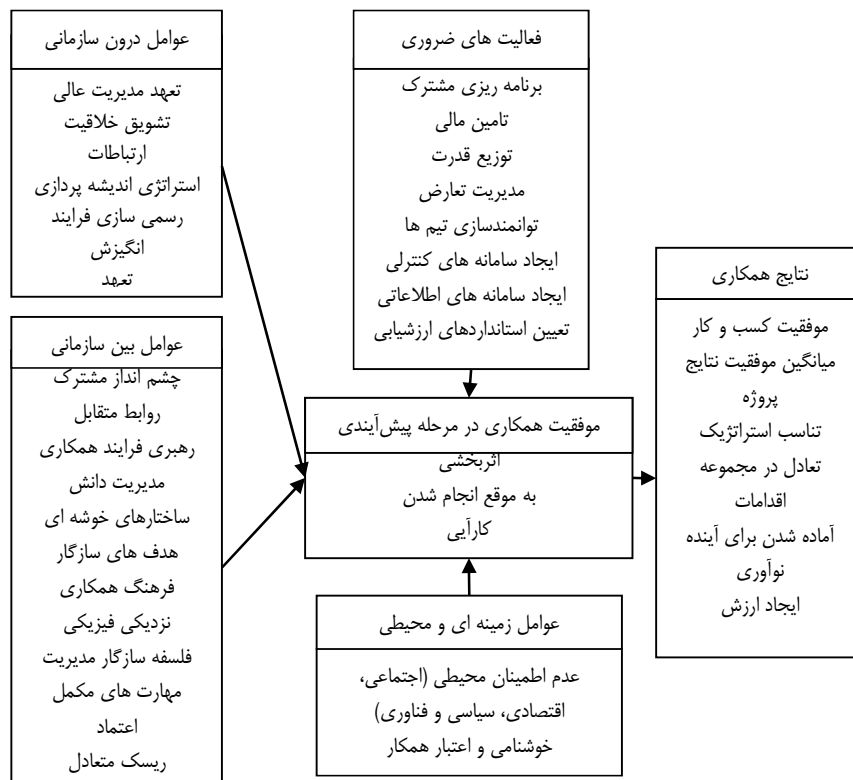 عوامل درون سازمانی
تعهد مدیریت عالی
تشویق خلاقیت
ارتباطات
استراتژی اندیشه پردازی
رسمی سازی فرایند
انگیزش
تعهد
فعالیت های ضروری
برنامه ریزی مشترک
تامین مالی
توزیع قدرت
مدیریت تعارض
توانمندسازی تیم ها
ایجاد سامانه های کنترلی
ایجاد سامانه های اطلاعاتی
تعیین استانداردهای ارزشیابی
عوامل بین سازمانی
چشم انداز مشترک
روابط متقابل
رهبری فرایند همکاری
مدیریت دانش
ساختارهای خوشه ای
هدف های سازگار
فرهنگ همکاری
نزدیکی فیزیکی
فلسفه سازگار مدیریت
مهارت های مکمل
اعتماد
ریسک متعادل
موفقیت همکاری در مرحله پیش‌آیندی
اثربخشی
به موقع انجام شدن
کارآیی
عوامل زمینه ای و محیطی
عدم اطمینان محیطی (اجتماعی،
اقتصادی، سیاسی و فناوری)
خوشنامی و اعتبار همکار
نتایج همکاری
موفقیت کسب و کار
میانگین موفقیت نتایج
پروژه
تناسب استراتژیک
تعادل در مجموعه
اقدامات
آماده شدن برای آینده
نوآوری
ایجاد ارزش